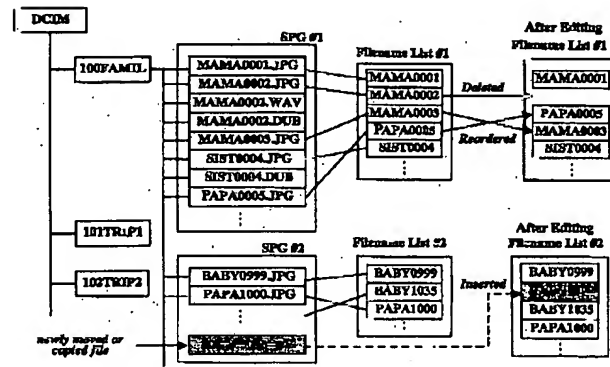 DCIM
100FAMIL
101TRIP1
102TRIP2
newly moved or
copied file
SPG #1
MAMA0001.JPG
MAMA0002.JPG
MAMA0002.WAV
MAMA0002.DUB
MAMA0003.JPG
SIST0004.JPG
SIST0004.DUB
PAPA0005.JPG
Filename List #1
MAMA0001
MAMA0002
MAMA0003
PAPA0005
SIST0004
Deleted
Reordered
After Editing
Filename List #1
MAMA0001
PAPA0005
MAMA0003
SIST0004
SPG #2
BABY0999.JPG
PAPA1000.JPG
Filename List #2
BABY0999
BABY1035
PAPA1000
Inserted
After Editing
Filename List #2
BABY0999
BABY1035
PAPA1000